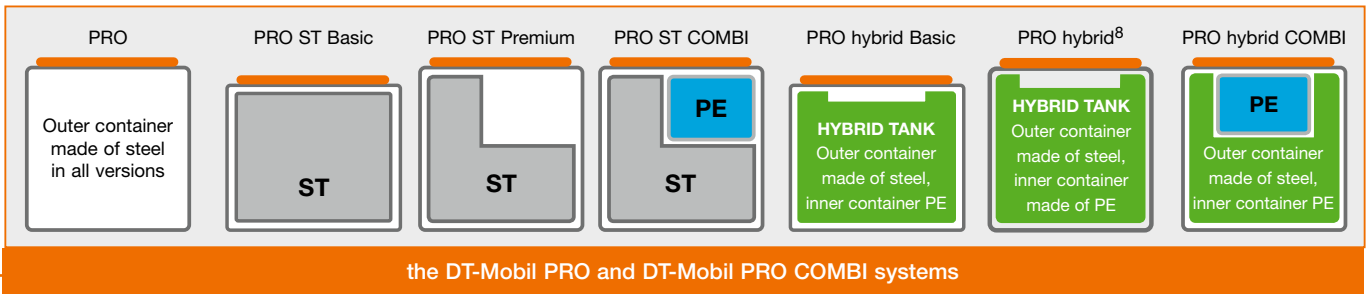 PRO
PRO ST Basic
PRO ST Premium
PRO ST COMBI
PRO hybrid Basic
PRO hybrid⁸
PRO hybrid COMBI
Outer container
made of steel
in all versions
ST
ST
PE
ST
HYBRID TANK
Outer container
made of steel,
inner container PE
HYBRID TANK
Outer container
made of steel,
inner container
made of PE
PE
Outer container
made of steel,
inner container PE
the DT-Mobil PRO and DT-Mobil PRO COMBI systems